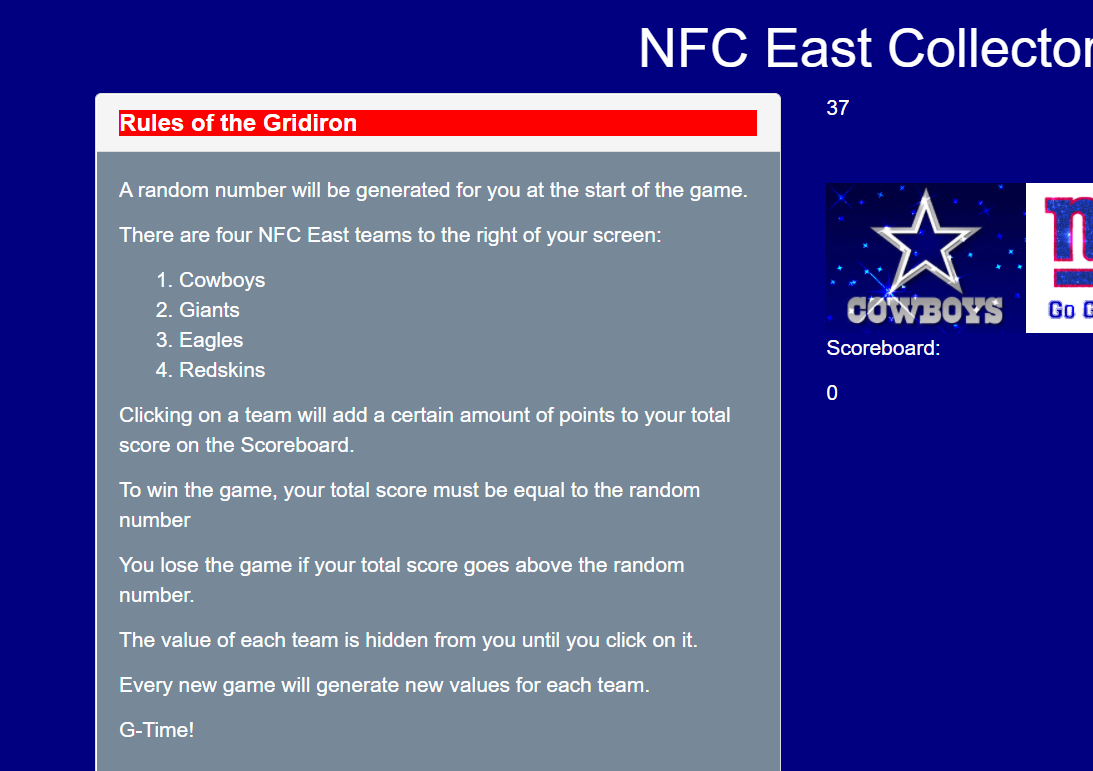 NFC East Collector
Rules of the Gridiron
A random number will be generated for you at the start of the game.
There are four NFC East teams to the right of your screen:
1. Cowboys
2. Giants
3. Eagles
4. Redskins
Clicking on a team will add a certain amount of points to your total
score on the Scoreboard.
To win the game, your total score must be equal to the random
number
You lose the game if your total score goes above the random
number.
The value of each team is hidden from you until you click on it.
Every new game will generate new values for each team.
G-Time!
37
COWBOYS
n
Go G
Scoreboard:
0